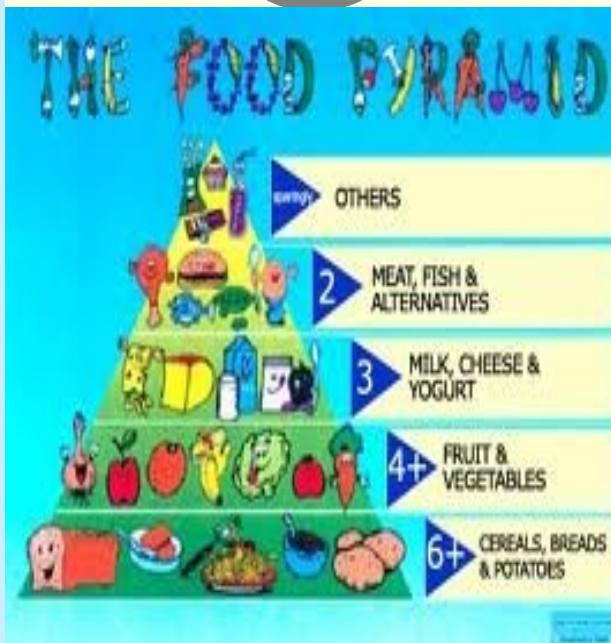 THE FOOD PYRAMID
sparingly
OTHERS
2
MEAT, FISH &
ALTERNATIVES
3
MILK, CHEESE &
YOGURT
4+
FRUIT &
VEGETABLES
6+
CEREALS, BREADS
& POTATOES